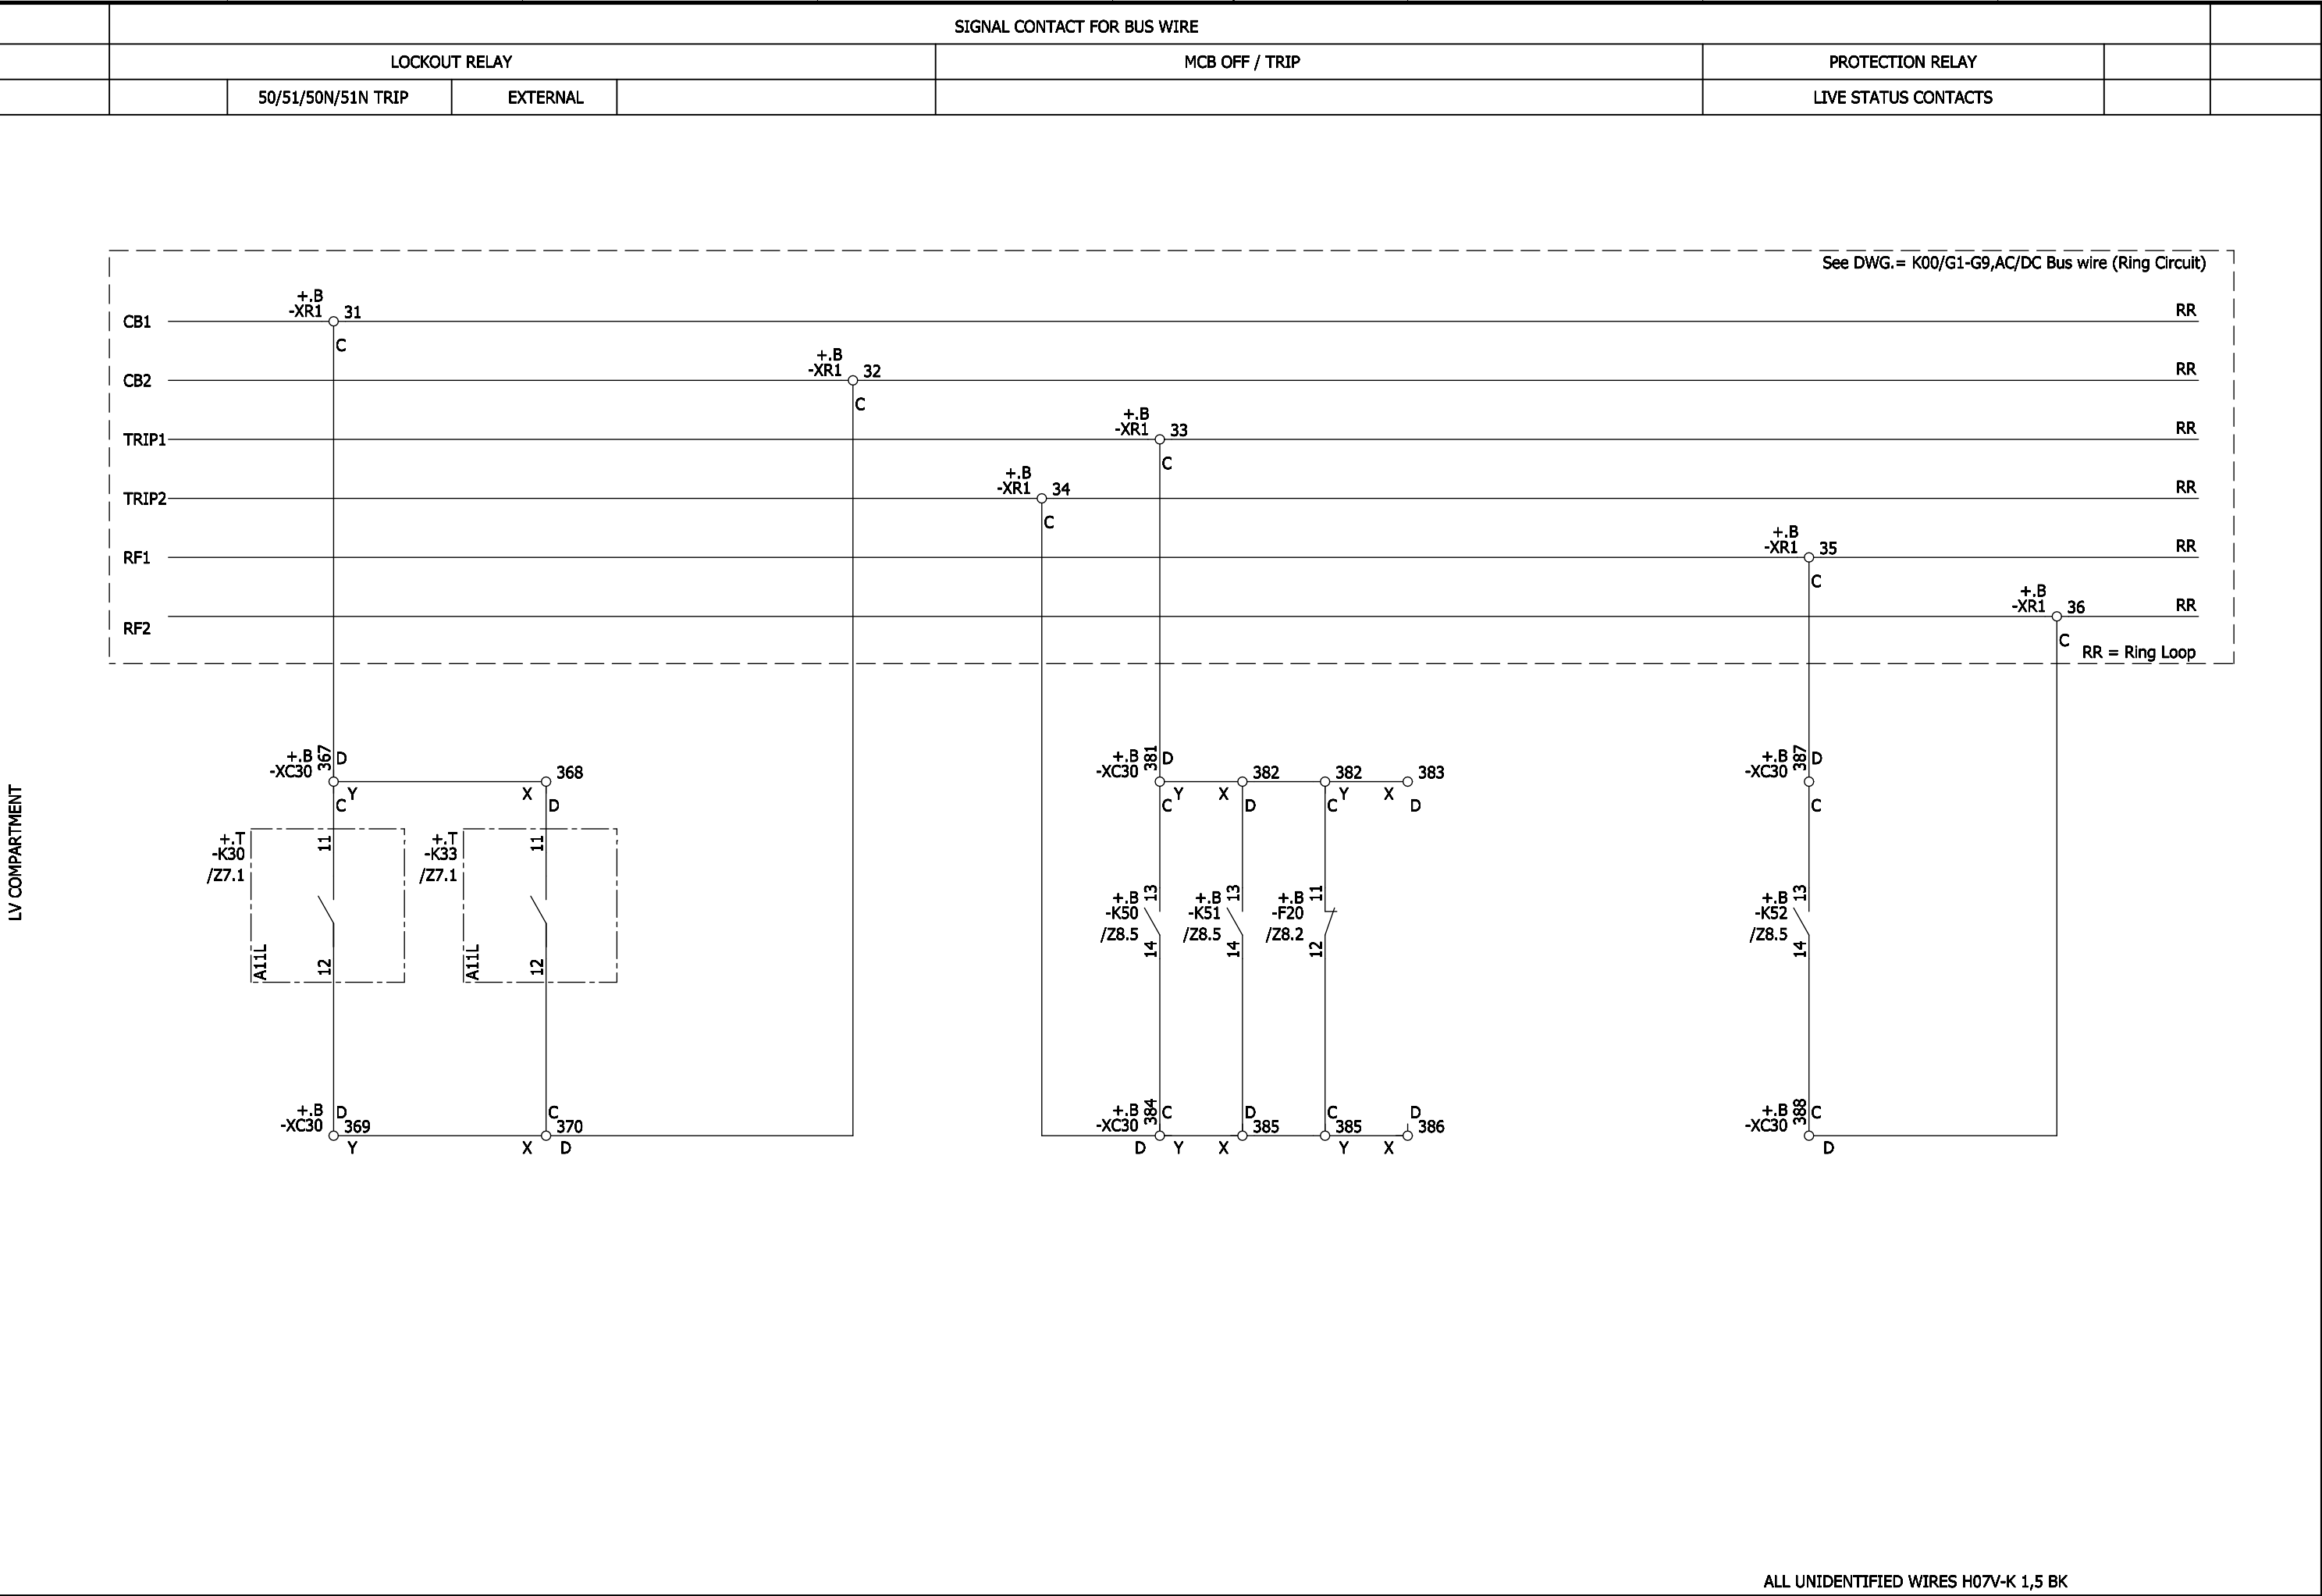 SIGNAL CONTACT FOR BUS WIRE
LOCKOUT RELAY
MCB OFF / TRIP
PROTECTION RELAY
50/51/50N/51N TRIP
EXTERNAL
LIVE STATUS CONTACTS
See DWG.= K00/G1-G9,AC/DC Bus wire (Ring Circuit)
+.B
-XR1
31
CB1
RR
C
+.B
-XR1
32
CB2
RR
C
+.B
-XR1
33
TRIP1
RR
C
+.B
-XR1
34
TRIP2
RR
C
+.B
-XR1
35
RF1
RR
C
+.B
-XR1
36
RF2
RR
C
RR = Ring Loop
LV COMPARTMENT
+.B
-XC30
367
D
Y
C
368
X
D
+.T
-K30
/Z7.1
11
12
A11L
+.T
-K33
/Z7.1
11
12
A11L
+.B
-XC30
D
369
Y
C
370
X
D
+.B
-XC30
381
D
C
Y
X
382
D
382
C
Y
X
383
D
+.B
-K50
/Z8.5
13
14
+.B
-K51
/Z8.5
13
14
+.B
-F20
/Z8.2
11
12
+.B
-XC30
384
C
D
Y
X
D
385
C
385
Y
X
D
386
+.B
-XC30
387
D
C
+.B
-K52
/Z8.5
13
14
+.B
-XC30
388
C
D
ALL UNIDENTIFIED WIRES H07V-K 1,5 BK